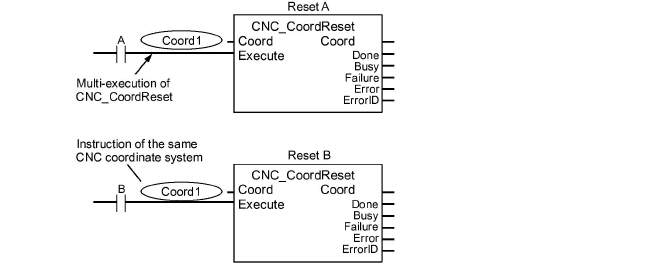 Reset A
CNC_CoordReset
A
Coord1
Coord Coord
Execute
Done
Busy
Failure
Error
ErrorID
Multi-execution of
CNC_CoordReset
Instruction of the same
CNC coordinate system
Reset B
CNC_CoordReset
B
Coord1
Coord Coord
Execute
Done
Busy
Failure
Error
ErrorID